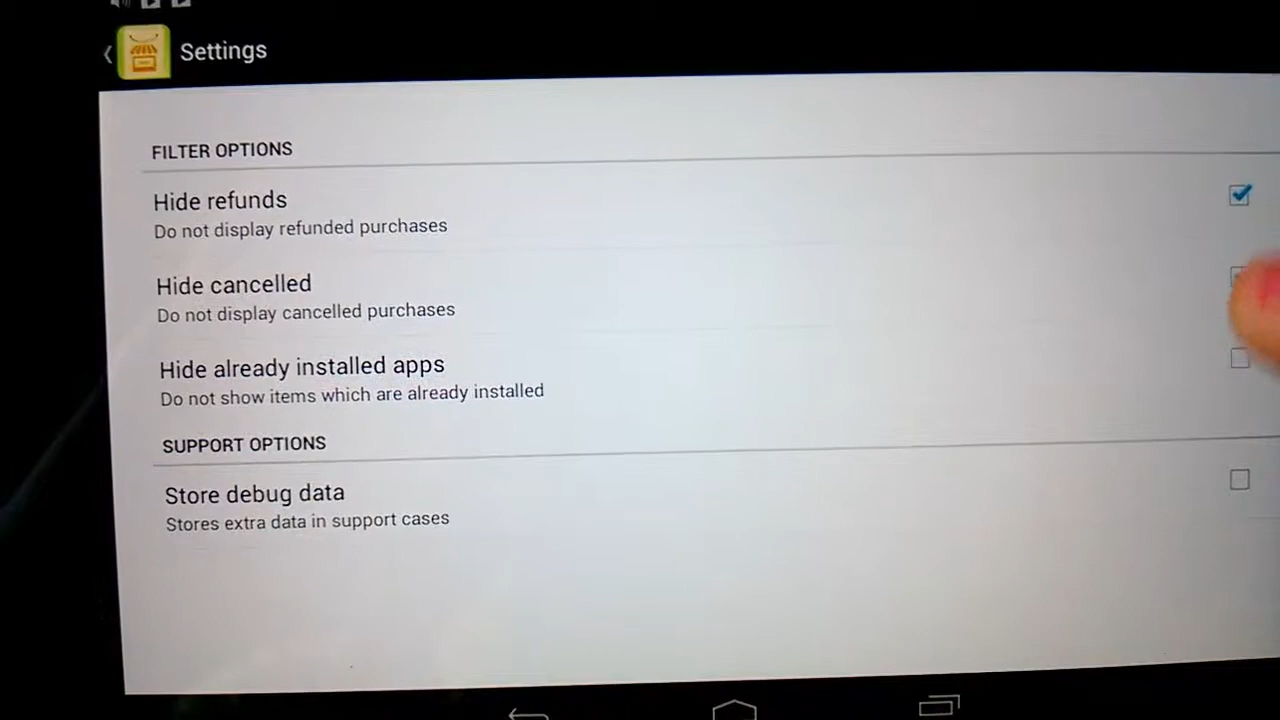 Settings
FILTER OPTIONS
Hide refunds
Do not display refunded purchases
Hide cancelled
Do not display cancelled purchases
Hide already installed apps
Do not show items which are already installed
SUPPORT OPTIONS
Store debug data
Stores extra data in support cases